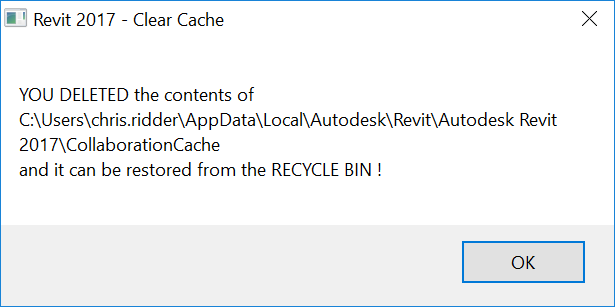 Revit 2017 - Clear Cache
YOU DELETED the contents of
C:\Users\chris.ridder\AppData\Local\Autodesk\Revit\Autodesk Revit
2017\CollaborationCache
and it can be restored from the RECYCLE BIN !
OK